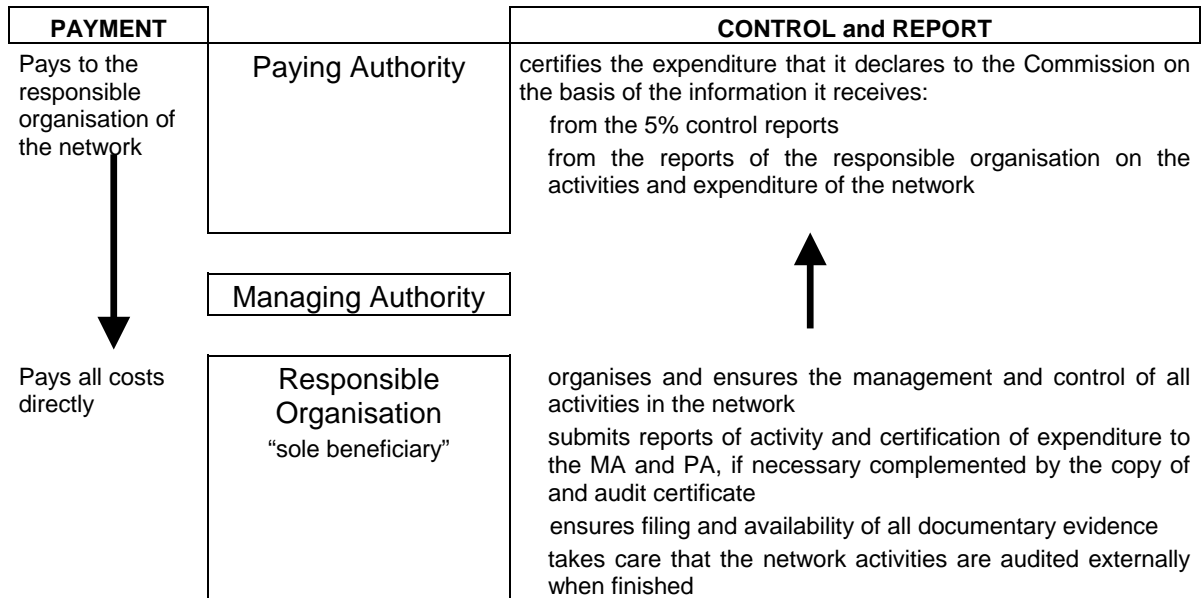 PAYMENT
CONTROL and REPORT
Pays to the
responsible
organisation of
the network
Paying Authority
certifies the expenditure that it declares to the Commission on
the basis of the information it receives:
from the 5% control reports
from the reports of the responsible organisation on the
activities and expenditure of the network
Managing Authority
Pays all costs
directly
Responsible
Organisation
“sole beneficiary”
organises and ensures the management and control of all
activities in the network
submits reports of activity and certification of expenditure to
the MA and PA, if necessary complemented by the copy of
and audit certificate
ensures filing and availability of all documentary evidence
takes care that the network activities are audited externally
when finished